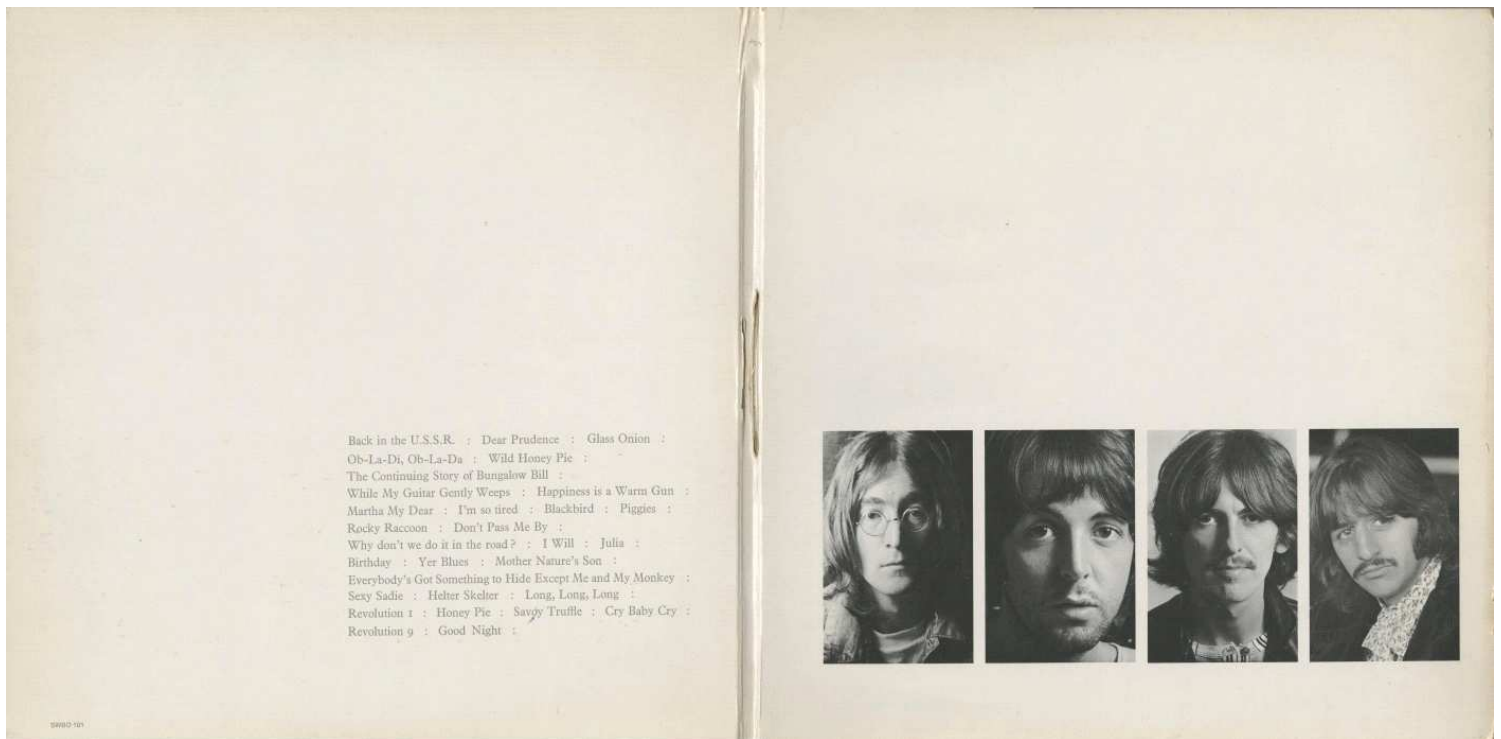 Back in the U.S.S.R. : Dear Prudence : Glass Onion :
Ob-La-Di, Ob-La-Da : Wild Honey Pie :
The Continuing Story of Bungalow Bill :
While My Guitar Gently Weeps : Happiness is a Warm Gun :
Martha My Dear : I'm so tired : Blackbird : Piggies :
Rocky Raccoon : Don't Pass Me By :
Why don't we do it in the road? : I Will : Julia :
Birthday : Yer Blues : Mother Nature's Son :
Everybody's Got Something to Hide Except Me and My Monkey :
Sexy Sadie : Helter Skelter : Long, Long, Long :
Revolution 1 : Honey Pie : Savoy Truffle : Cry Baby Cry :
Revolution 9 : Good Night :
SWBO-101